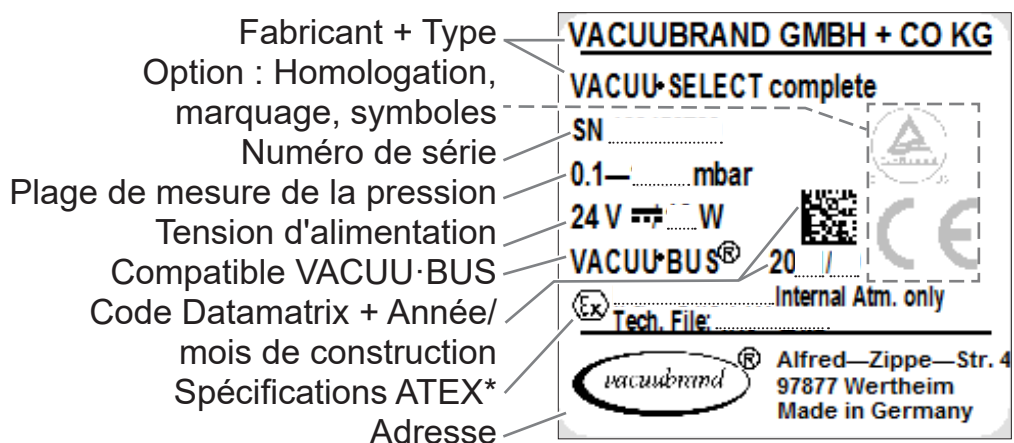 Fabricant + Type
Option : Homologation,
marquage, symboles
Numéro de série
Plage de mesure de la pression
Tension d'alimentation
Compatible VACUU·BUS
Code Datamatrix + Année/
mois de construction
Spécifications ATEX*
Adresse
VACUUBRAND GMBH + CO KG
VACUU·SELECT complete
SN
0.1— mbar
24 V / W
VACUU·BUS® 20 /
Ex Internal Atm. only
Tech. File:
vacuubrand ®
Alfred—Zippe—Str. 4
97877 Wertheim
Made in Germany
CE